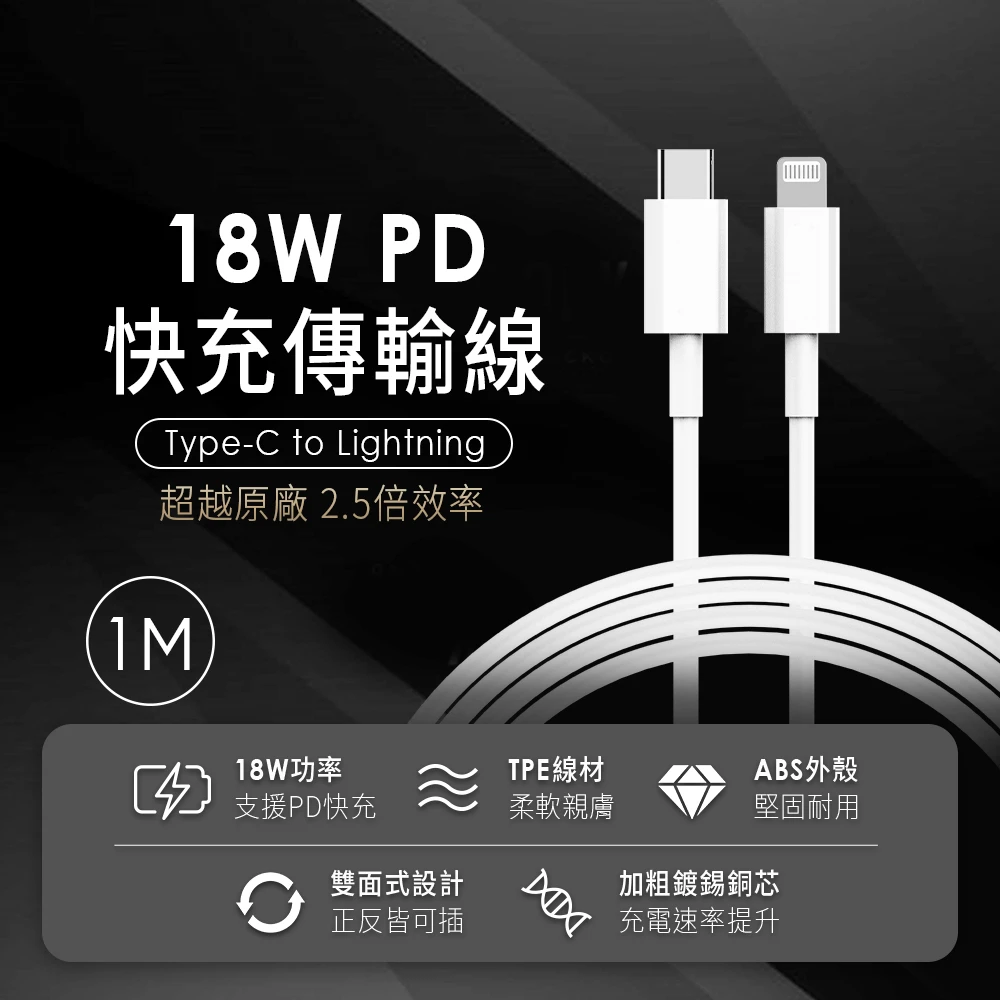 18W PD
快充傳輸線
Type-C to Lightning
超越原廠 2.5倍效率
1M
18W功率
支援PD快充
TPE線材
柔軟親膚
ABS外殼
堅固耐用
雙面式設計
正反皆可插
加粗鍍錫銅芯
充電速率提升